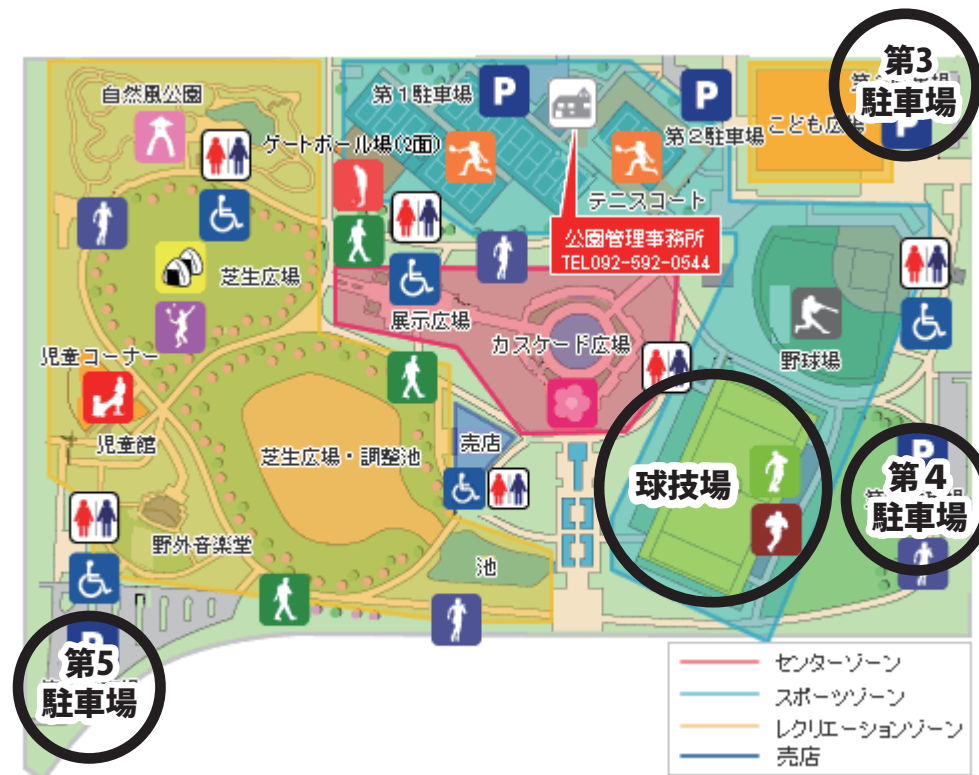 第3
駐車場
自然風公園
第1駐車場
P
P
第2駐車場
こども広場
ゲートボール場(2面)
テニスコート
公園管理事務所
TEL092-592-0544
芝生広場
展示広場
カスケード広場
野球場
児童コーナー
児童館
芝生広場・調整池
売店
球技場
第4
駐車場
野外音楽堂
池
第5
駐車場
センターゾーン
スポーツゾーン
レクリエーションゾーン
売店